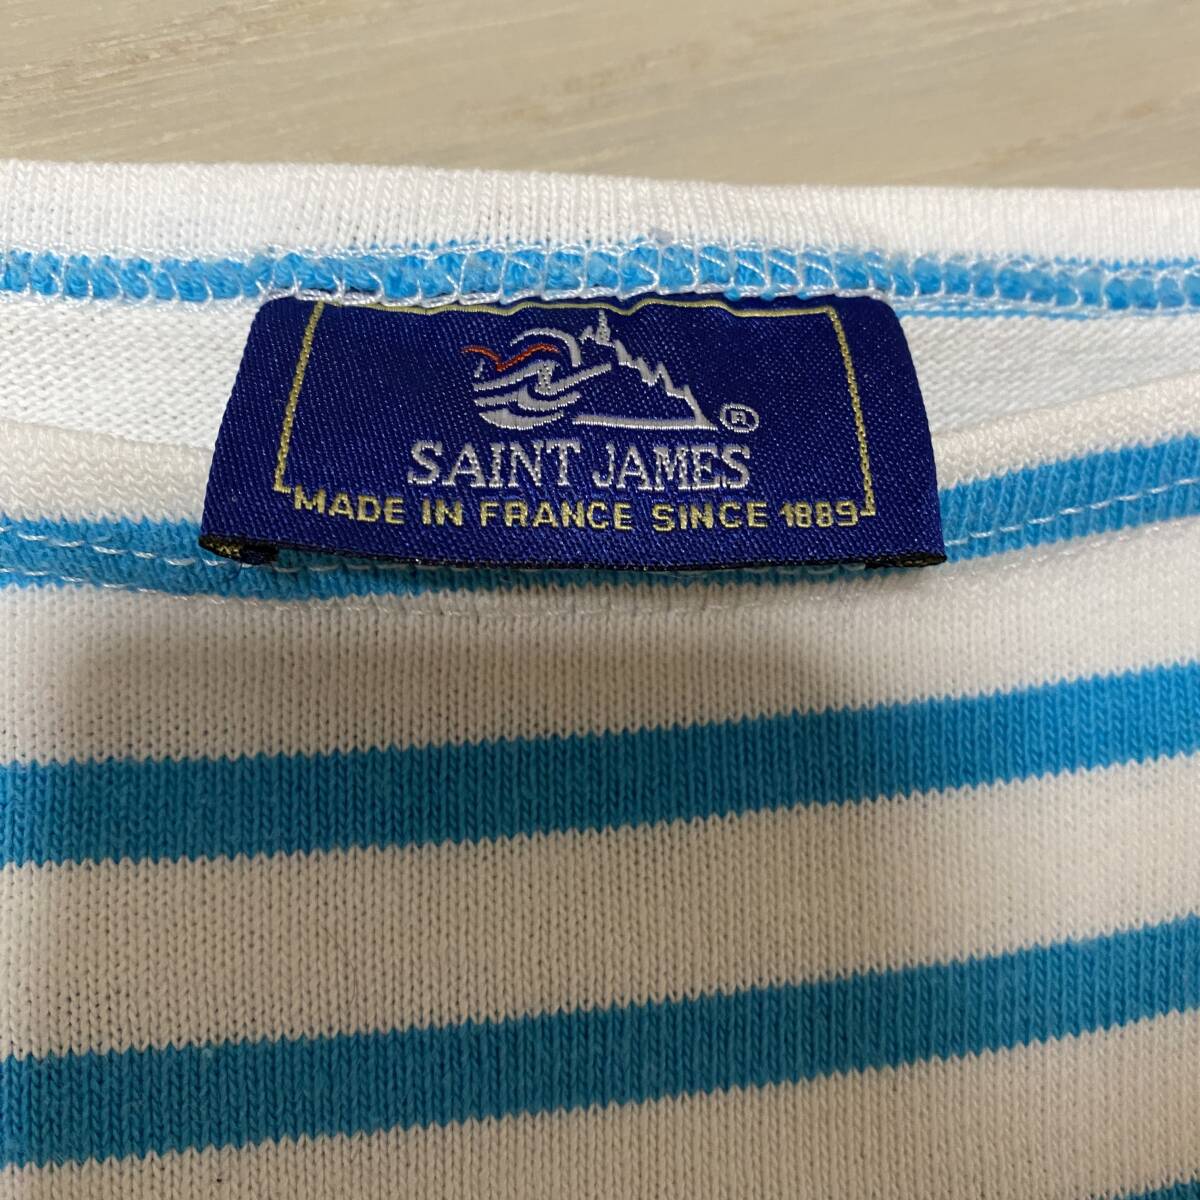 ®
SAINT JAMES
MADE IN FRANCE SINCE 1889